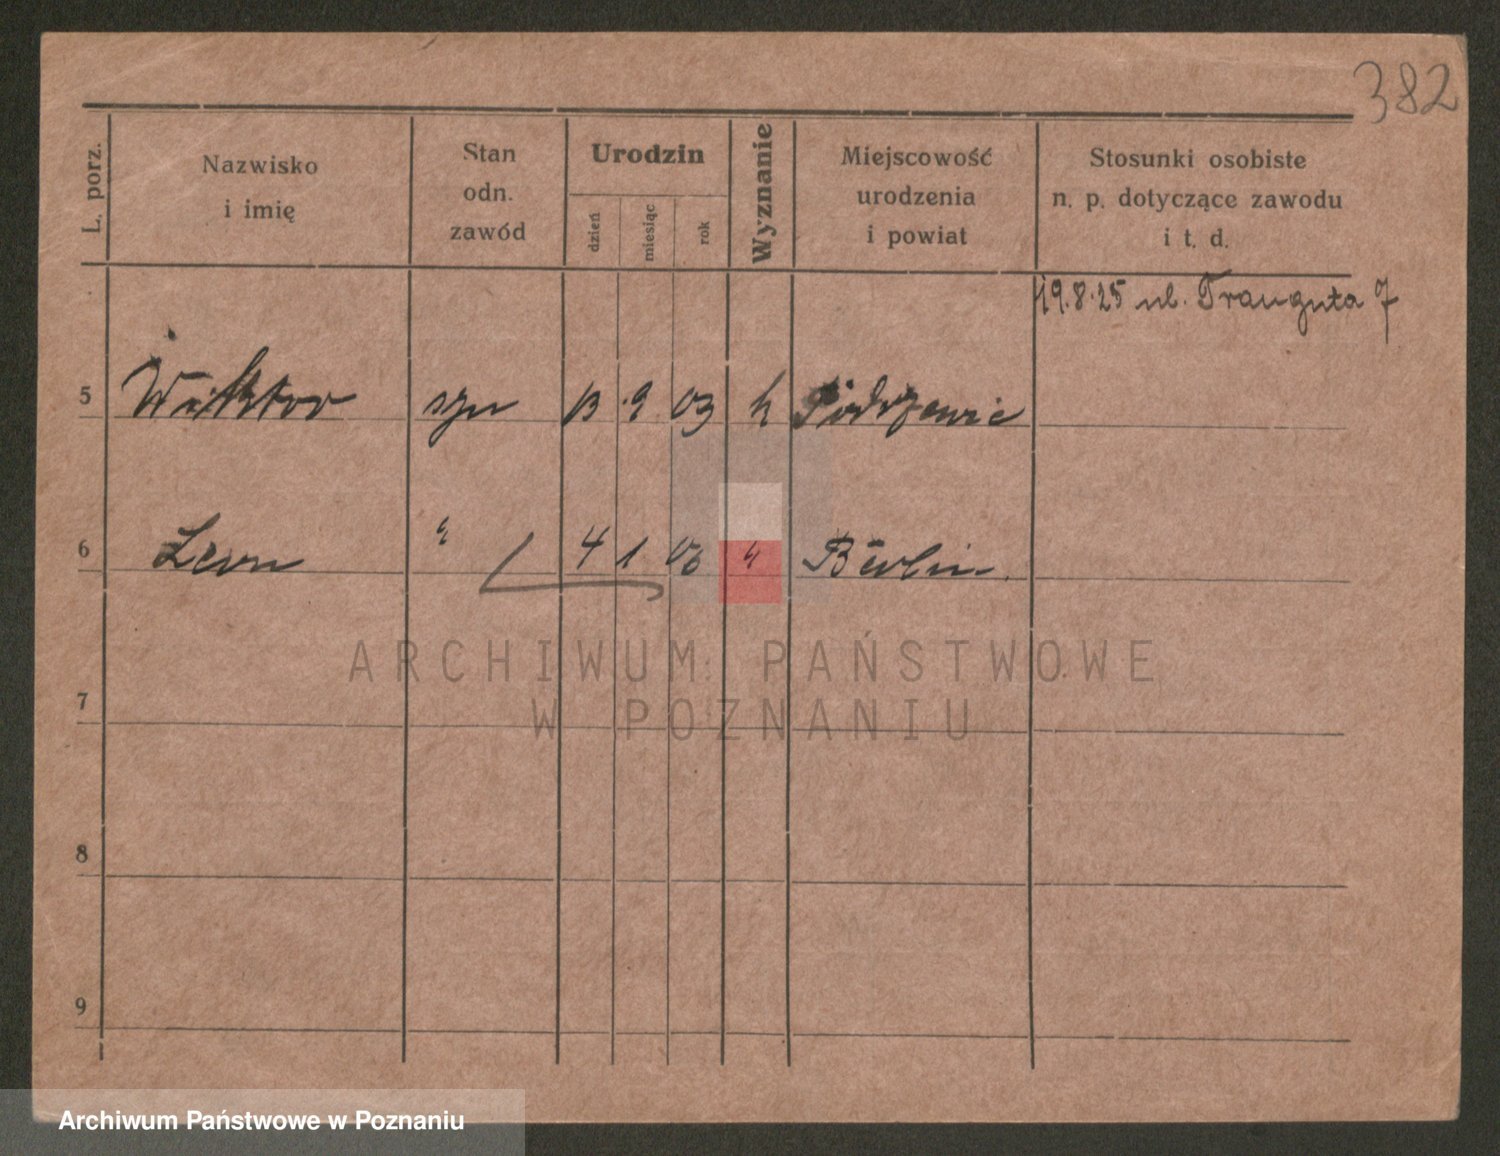 382
L. porz.
Nazwisko
i imię
Stan
odn.
zawód
Urodzin
dzień
miesiąc
rok
Wyznanie
Miejscowość
urodzenia
i powiat
Stosunki osobiste
n. p. dotyczące zawodu
i t. d.
19.8.25 ul. Trauguta 7
5 Wiktor syn 13 9 03 k
6 Leon " 4 1 06 " Berlin
ARCHIWUM PAŃSTWOWE
W POZNANIU
7
8
9
Archiwum Państwowe w Poznaniu